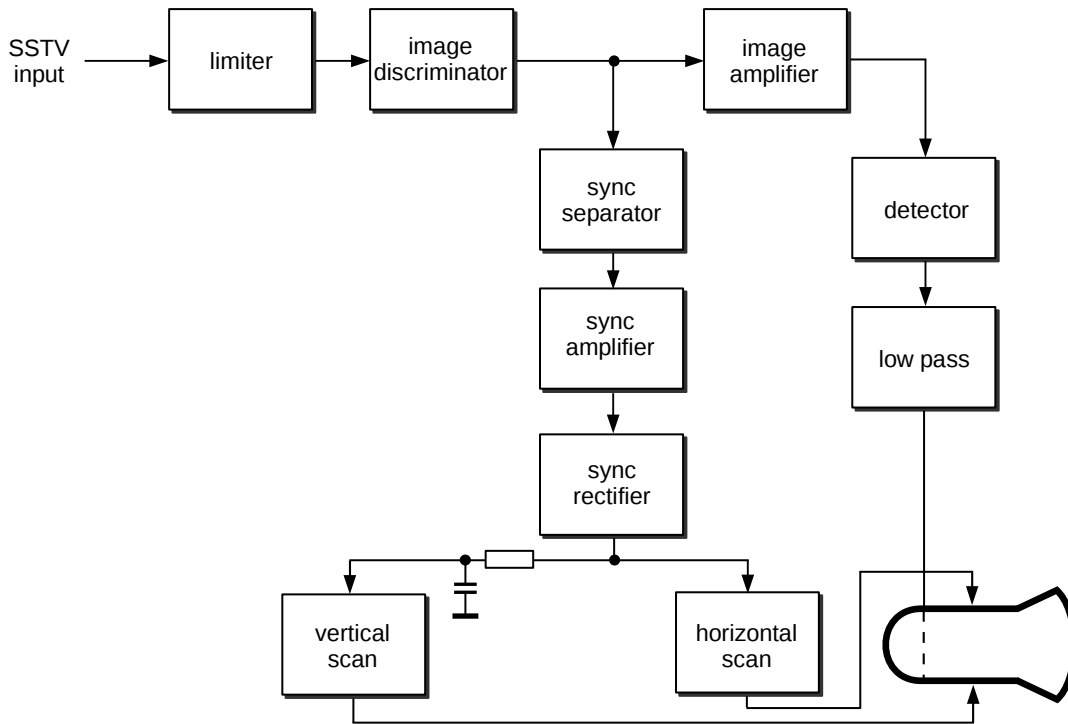 SSTV
input
limiter
image
discriminator
image
amplifier
sync
separator
detector
sync
amplifier
low pass
sync
rectifier
vertical
scan
horizontal
scan